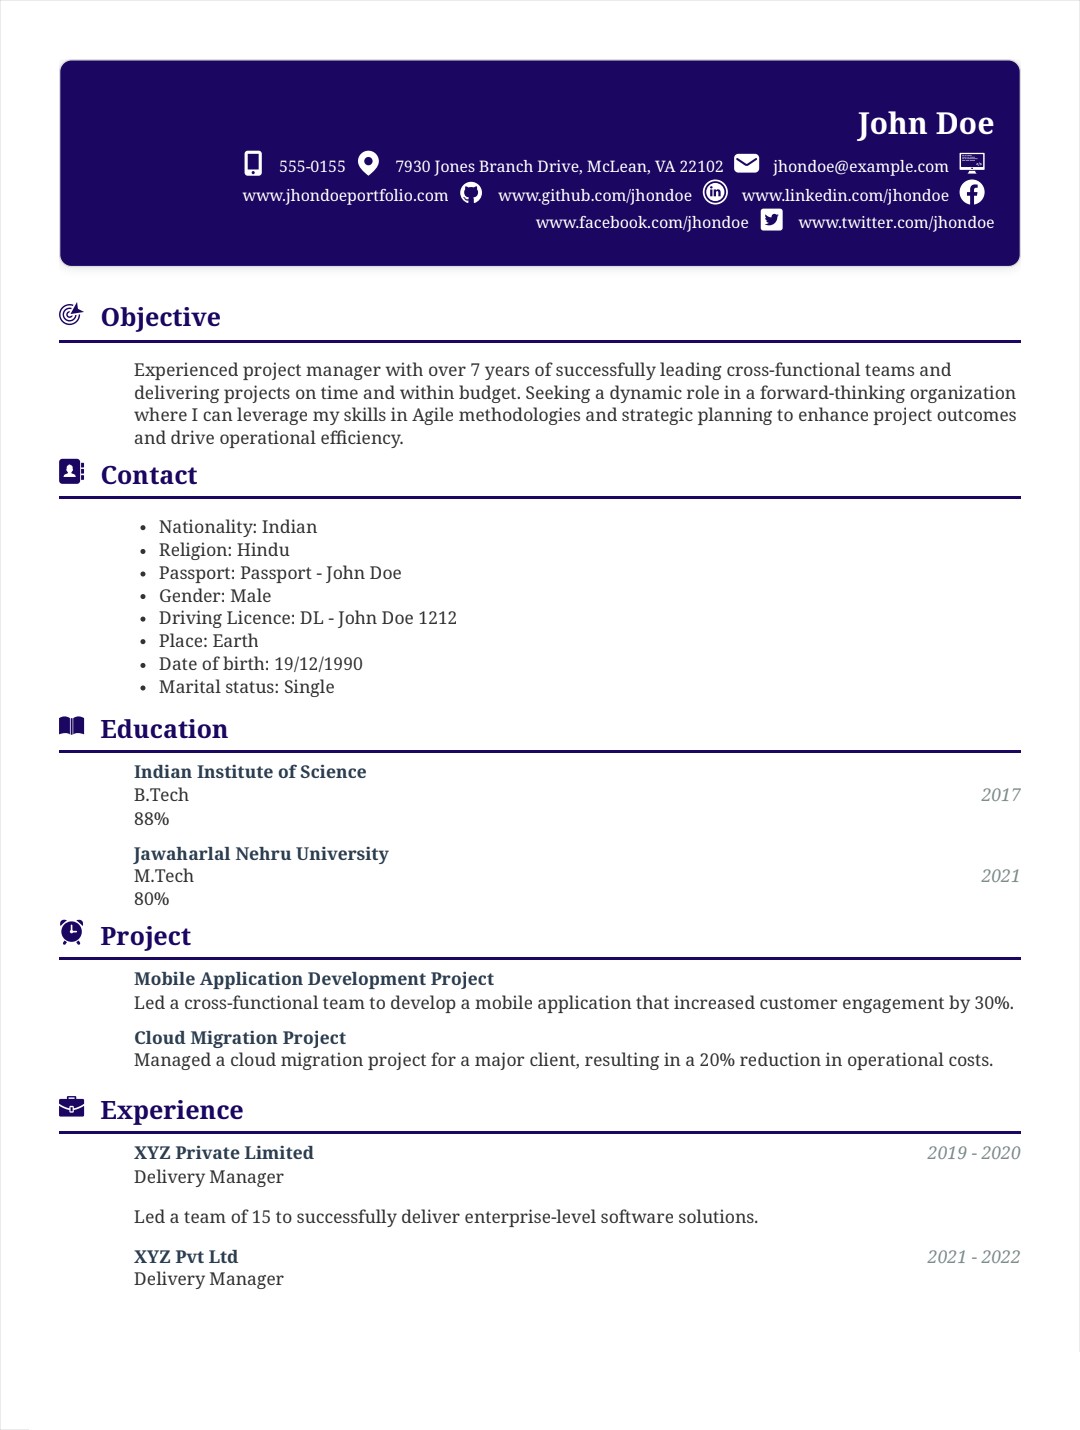 John Doe
555-0155 7930 Jones Branch Drive, McLean, VA 22102 jhondoe@example.com
www.jhondoeportfolio.com www.github.com/jhondoe www.linkedin.com/jhondoe
www.facebook.com/jhondoe www.twitter.com/jhondoe
Objective
Experienced project manager with over 7 years of successfully leading cross-functional teams and
delivering projects on time and within budget. Seeking a dynamic role in a forward-thinking organization
where I can leverage my skills in Agile methodologies and strategic planning to enhance project outcomes
and drive operational efficiency.
Contact
• Nationality: Indian
• Religion: Hindu
• Passport: Passport - John Doe
• Gender: Male
• Driving Licence: DL - John Doe 1212
• Place: Earth
• Date of birth: 19/12/1990
• Marital status: Single
Education
Indian Institute of Science
B.Tech 2017
88%
Jawaharlal Nehru University
M.Tech 2021
80%
Project
Mobile Application Development Project
Led a cross-functional team to develop a mobile application that increased customer engagement by 30%.
Cloud Migration Project
Managed a cloud migration project for a major client, resulting in a 20% reduction in operational costs.
Experience
XYZ Private Limited 2019 - 2020
Delivery Manager
Led a team of 15 to successfully deliver enterprise-level software solutions.
XYZ Pvt Ltd 2021 - 2022
Delivery Manager